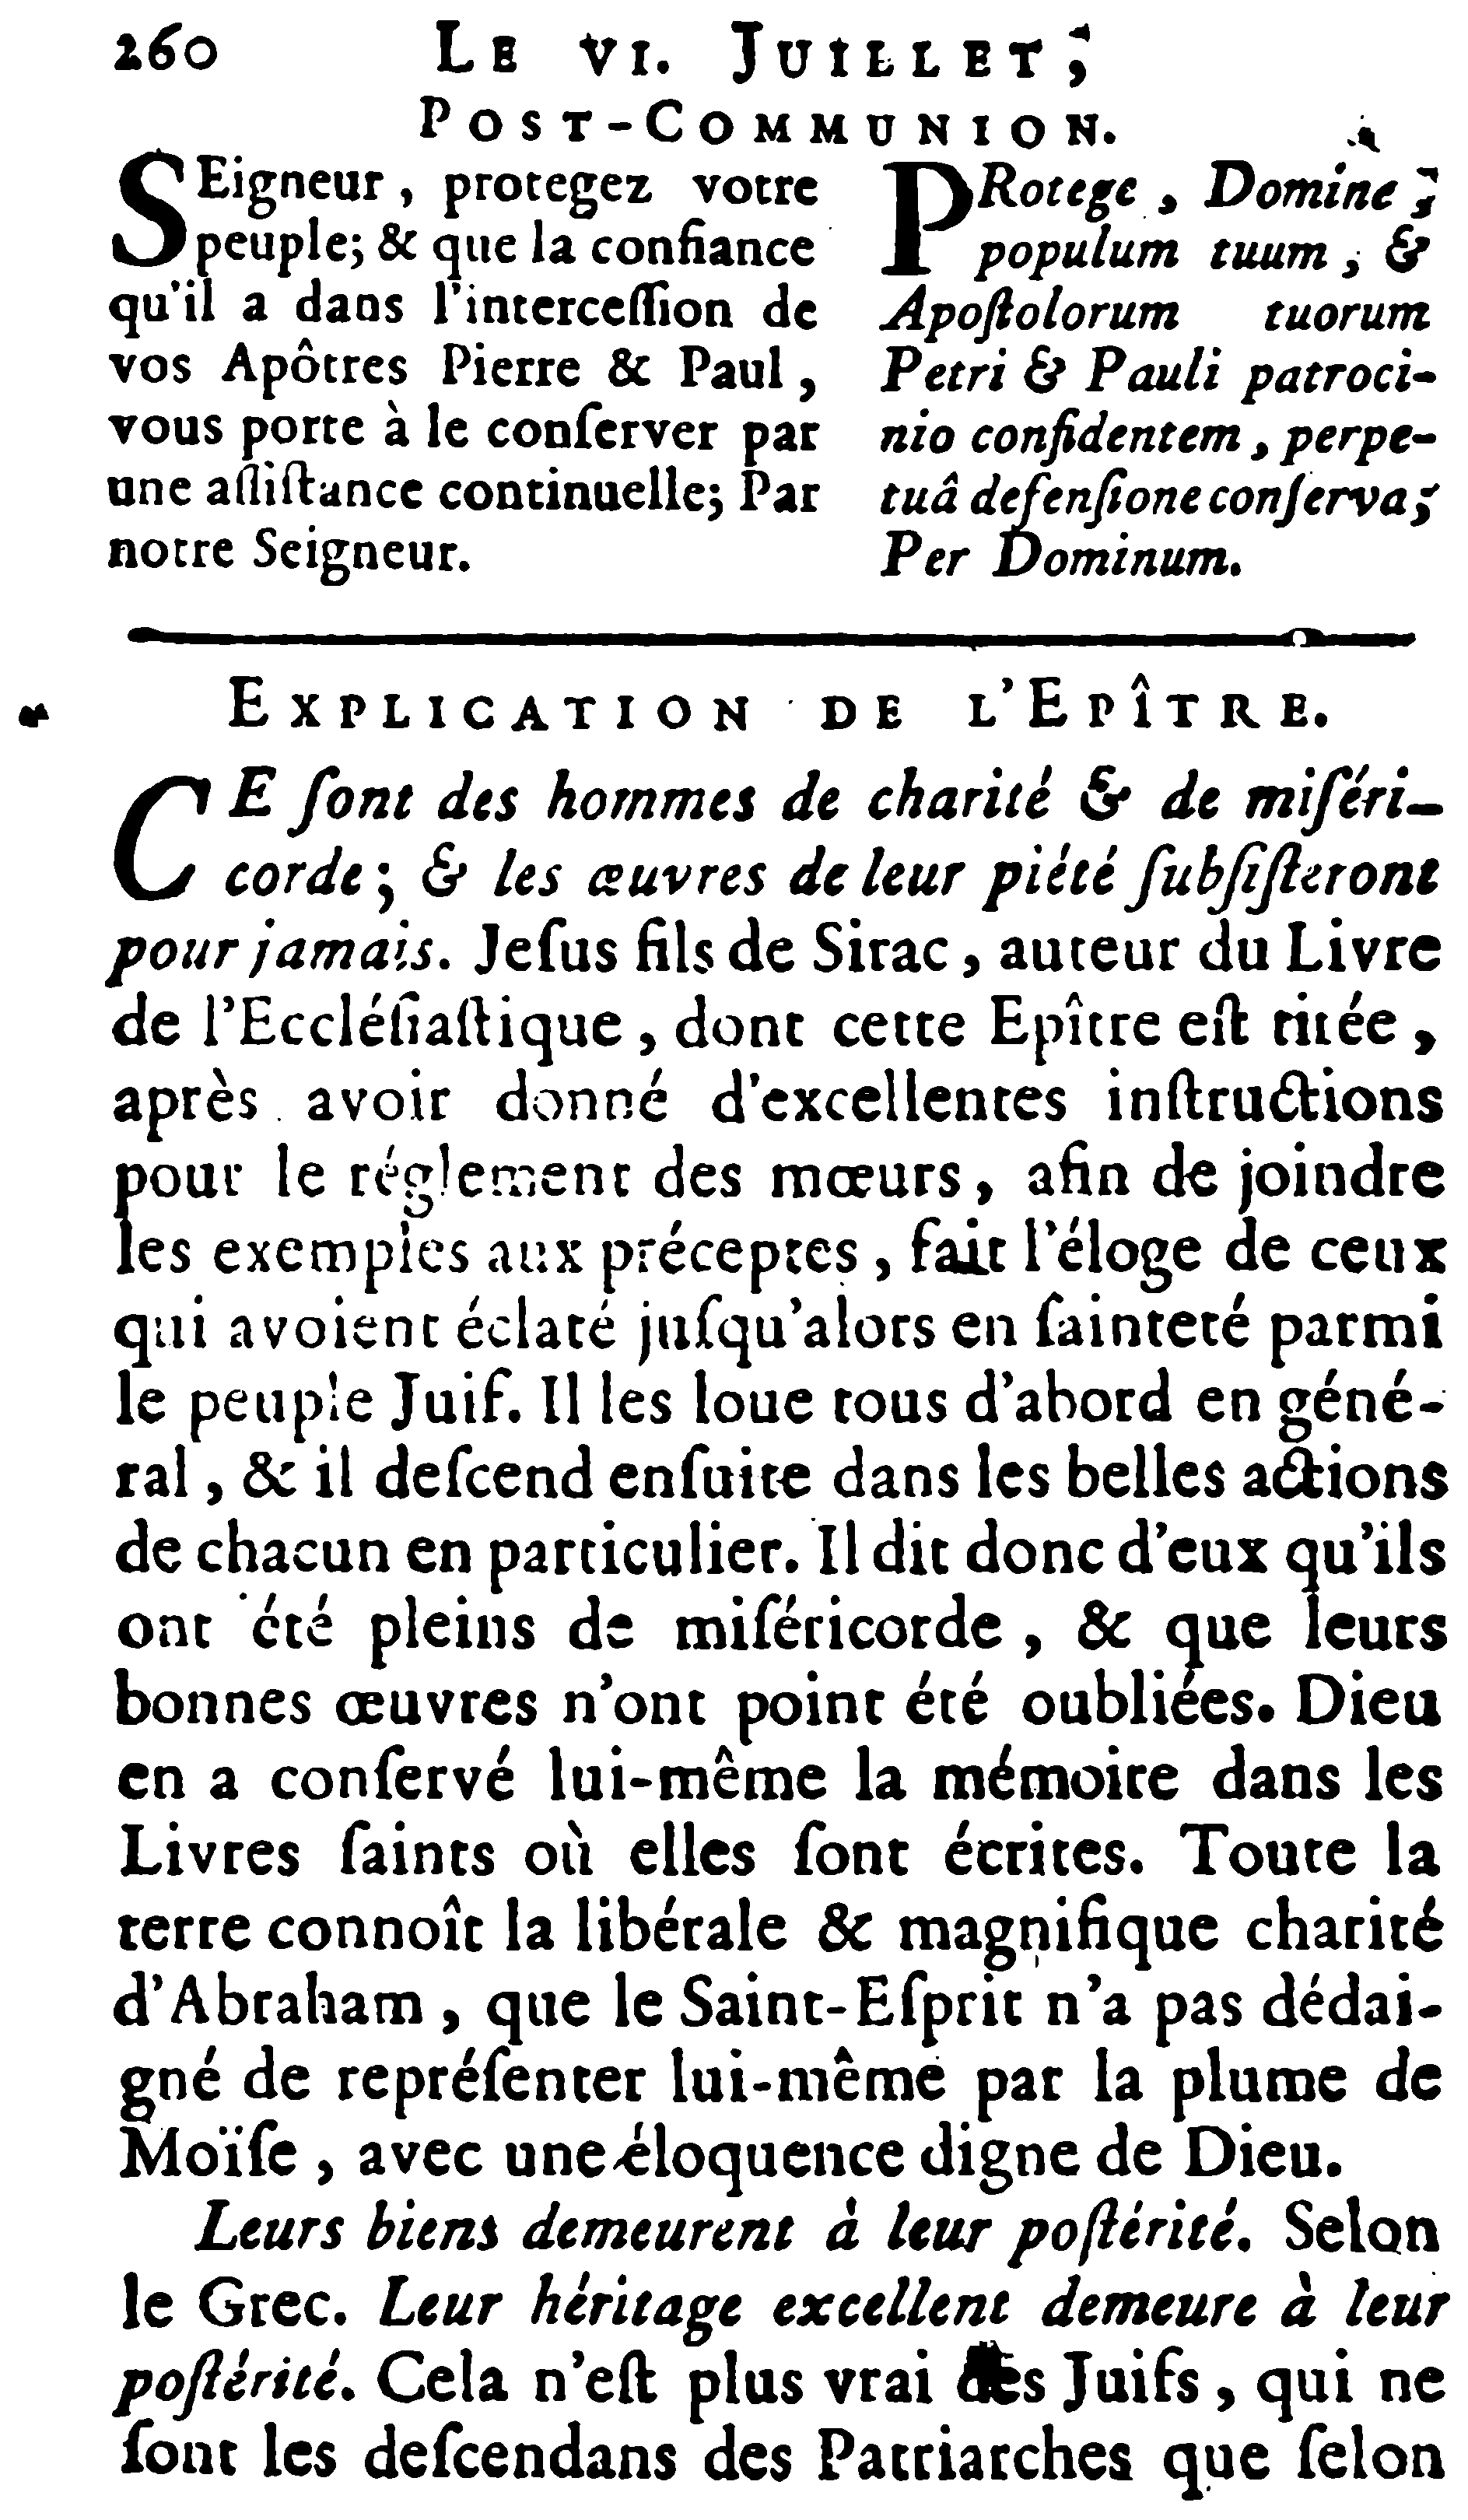 260 LE VI. JUILLET,
POST-COMMUNION.
SEigneur, protegez votre
peuple; & que la confiance
qu'il a dans l'interceſſion de
vos Apôtres Pierre & Paul,
vous porte à le conſerver par
une aſſiſtance continuelle; Par
notre Seigneur.
PRotege, Domine,
populum tuum, &
Apoſtolorum tuorum
Petri & Pauli patroci-
nio confidentem, perpe-
tuâ defenſione conſerva;
Per Dominum.
EXPLICATION DE L'EPÎTRE.
CE ſont des hommes de charité & de miſéri-
corde; & les œuvres de leur piété ſubſiſteront
pour jamais. Jeſus fils de Sirac, auteur du Livre
de l'Eccléſiaſtique, dont cette Epître eſt tirée,
après avoir donné d'excellentes inſtructions
pour le réglement des mœurs, afin de joindre
les exemples aux préceptes, fait l'éloge de ceux
qui avoient éclaté juſqu'alors en ſainteté parmi
le peuple Juif. Il les loue tous d'abord en géné-
ral, & il deſcend enſuite dans les belles actions
de chacun en particulier. Il dit donc d'eux qu'ils
ont été pleins de miſéricorde, & que leurs
bonnes œuvres n'ont point été oubliées. Dieu
en a conſervé lui-même la mémoire dans les
Livres ſaints où elles ſont écrites. Toute la
terre connoît la libérale & magnifique charité
d'Abraham, que le Saint-Eſprit n'a pas dédai-
gné de repréſenter lui-même par la plume de
Moïſe, avec une éloquence digne de Dieu.
Leurs biens demeurent à leur poſtérité. Selon
le Grec. Leur héritage excellent demeure à leur
poſtérité. Cela n'eſt plus vrai des Juifs, qui ne
ſont les deſcendans des Patriarches que ſelon